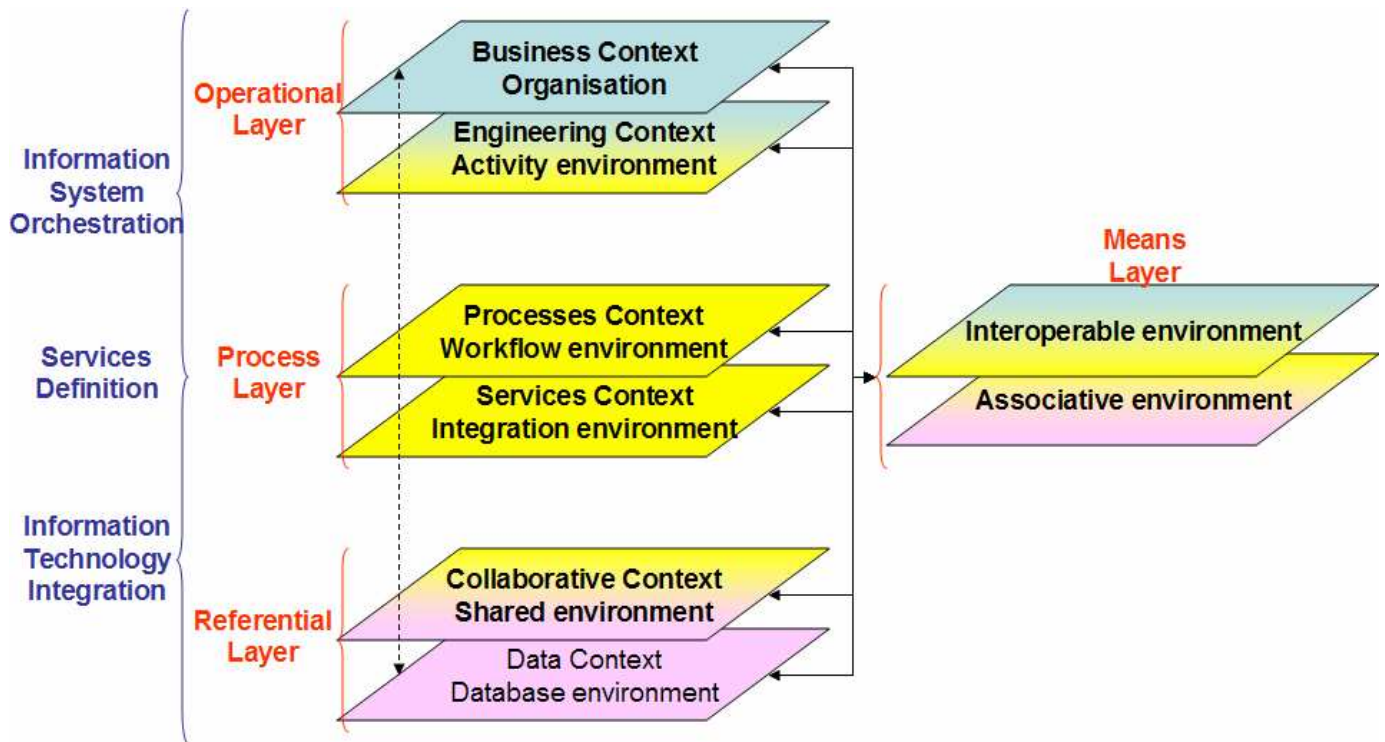 Information
System
Orchestration
Services
Definition
Information
Technology
Integration
Operational
Layer
Business Context
Organisation
Engineering Context
Activity environment
Process
Layer
Processes Context
Workflow environment
Services Context
Integration environment
Referential
Layer
Collaborative Context
Shared environment
Data Context
Database environment
Means
Layer
Interoperable environment
Associative environment